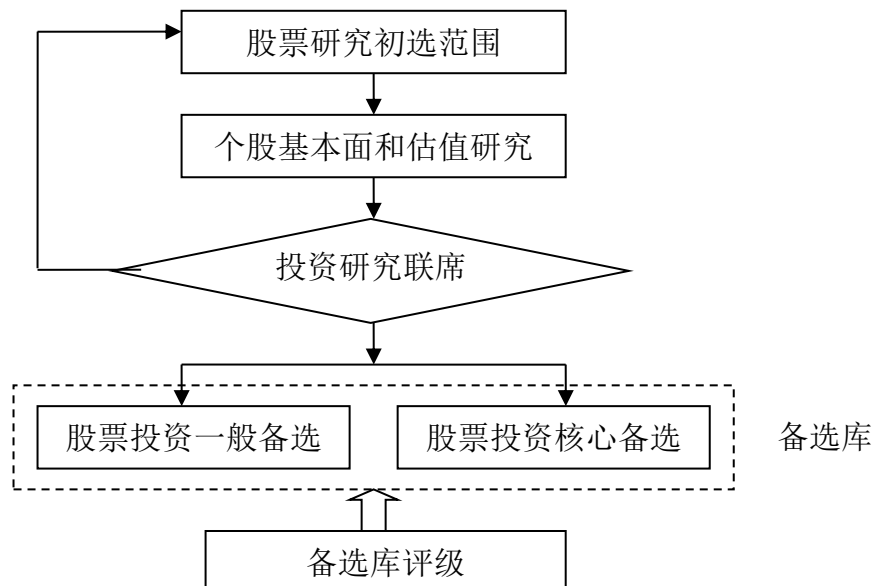 股票研究初选范围
个股基本面和估值研究
投资研究联席
股票投资一般备选
股票投资核心备选
备选库
备选库评级